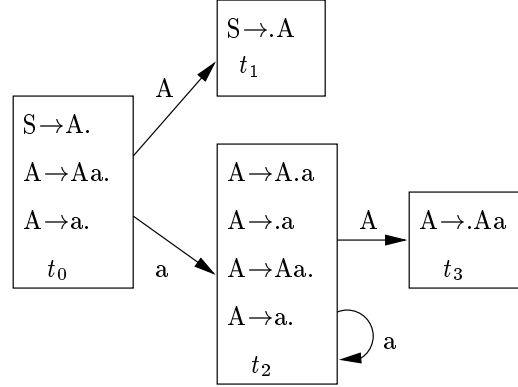 S→.A
t₁
A
S→A.
A→Aa.
A→a.
t₀
a
A→A.a
A→.a
A→Aa.
A→a.
t₂
A
a
A→.Aa
t₃